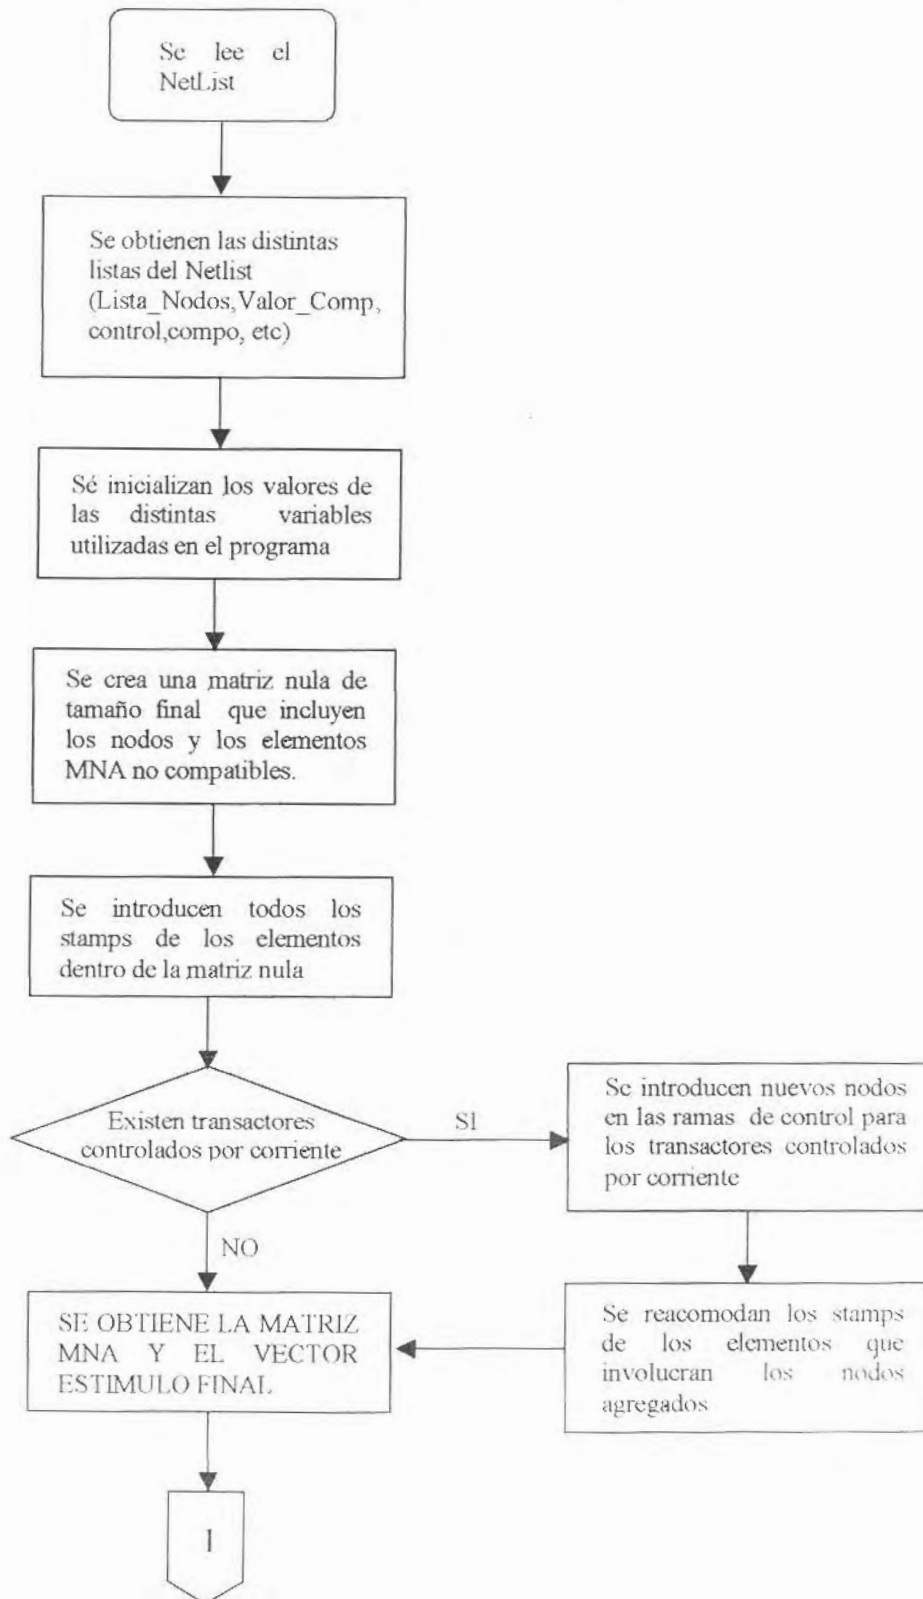 Se lee el
NetList
Se obtienen las distintas
listas del Netlist
(Lista_Nodos,Valor_Comp,
control,compo, etc)
Sé inicializan los valores de
las distintas variables
utilizadas en el programa
Se crea una matriz nula de
tamaño final que incluyen
los nodos y los elementos
MNA no compatibles.
Se introducen todos los
stamps de los elementos
dentro de la matriz nula
Existen transactores
controlados por corriente
SI
Se introducen nuevos nodos
en las ramas de control para
los transactores controlados
por corriente
NO
SE OBTIENE LA MATRIZ
MNA Y EL VECTOR
ESTIMULO FINAL
Se reacomodan los stamps
de los elementos que
involucran los nodos
agregados
1